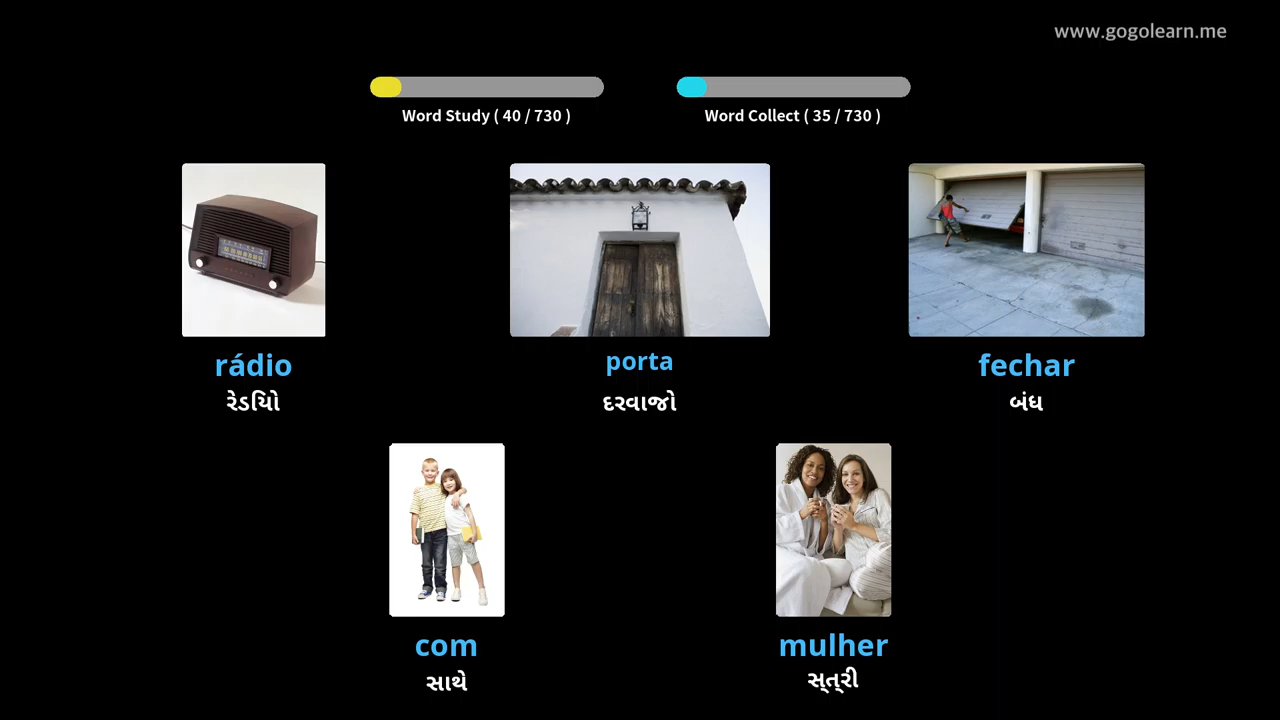 www.gogolearn.me
Word Study ( 40 / 730 )
Word Collect ( 35 / 730 )
rádio
porta
fechar
રેડિયો
દરવાજો
બંધ
com
mulher
સાથે
સ્ત્રી